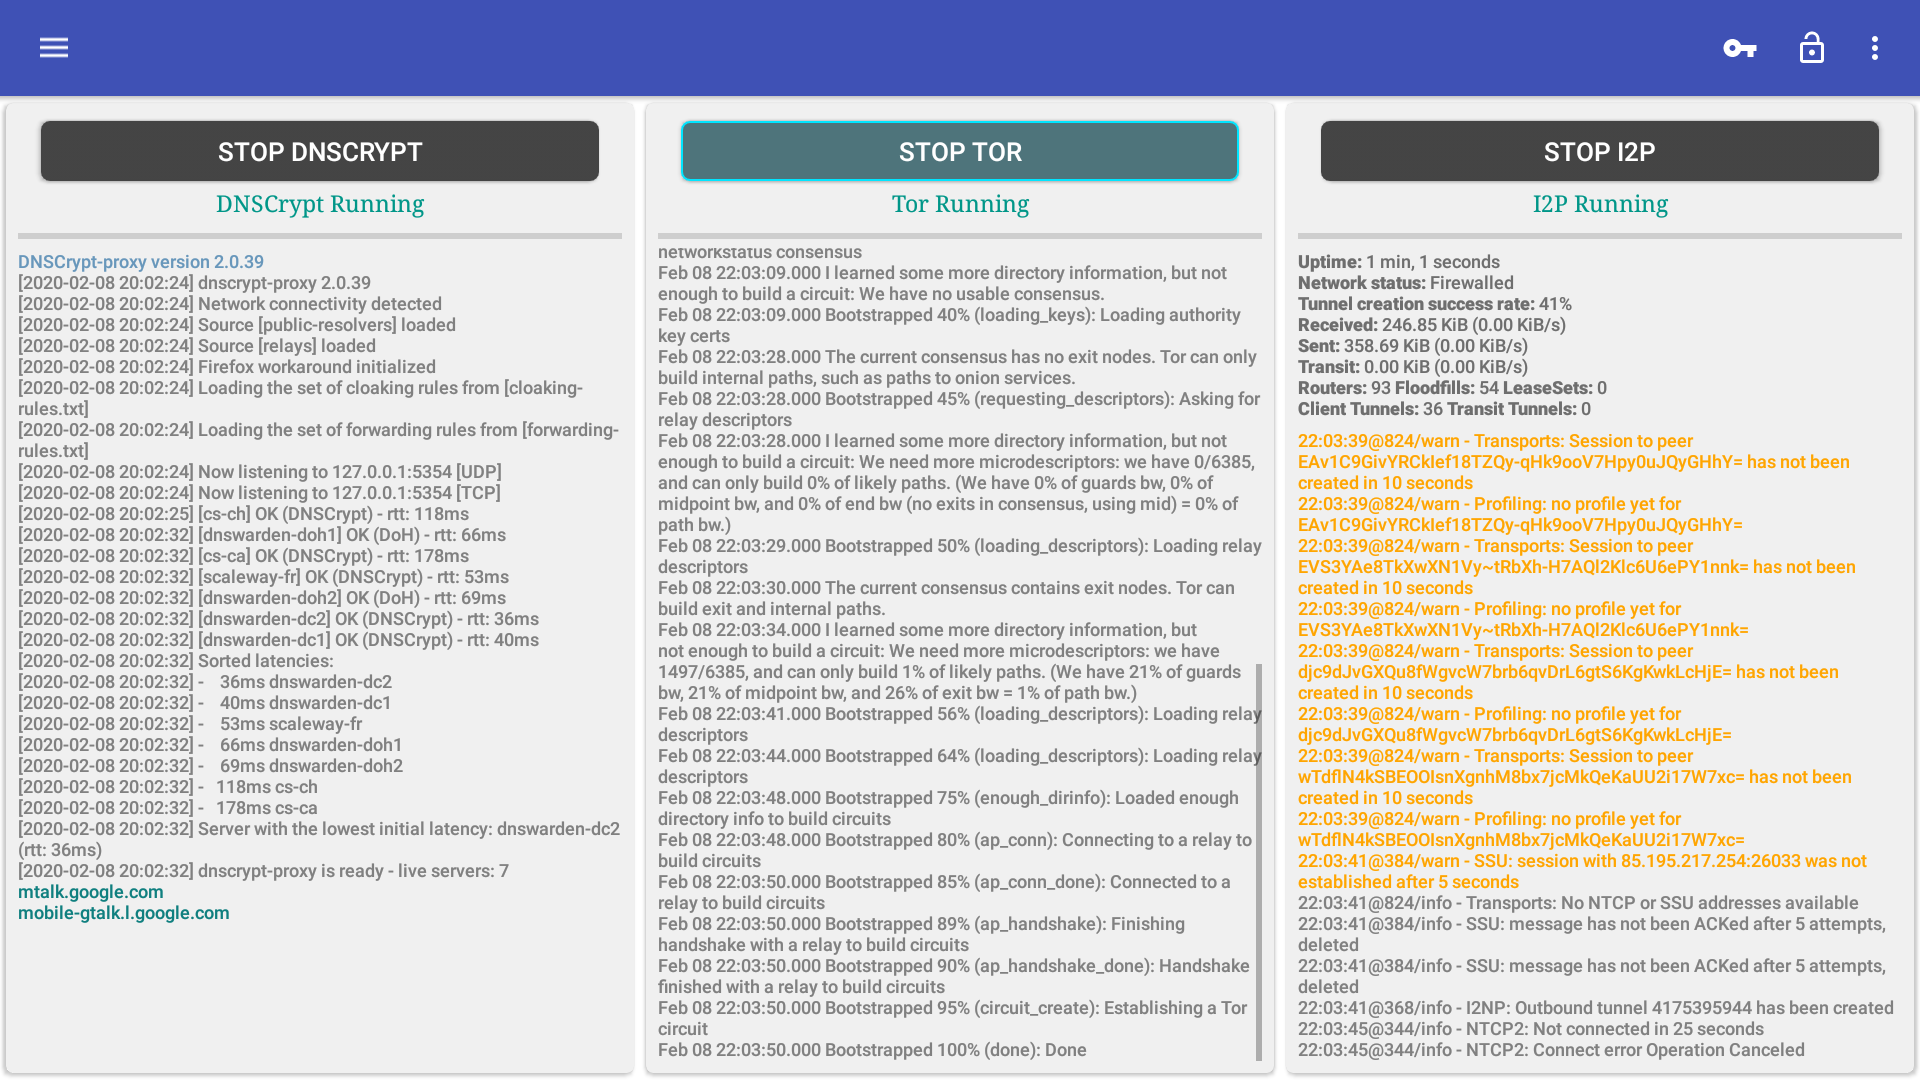 STOP DNSCRYPT
DNSCrypt Running
DNSCrypt-proxy version 2.0.39
[2020-02-08 20:02:24] dnscrypt-proxy 2.0.39
[2020-02-08 20:02:24] Network connectivity detected
[2020-02-08 20:02:24] Source [public-resolvers] loaded
[2020-02-08 20:02:24] Source [relays] loaded
[2020-02-08 20:02:24] Firefox workaround initialized
[2020-02-08 20:02:24] Loading the set of cloaking rules from [cloaking-
rules.txt]
[2020-02-08 20:02:24] Loading the set of forwarding rules from [forwarding-
rules.txt]
[2020-02-08 20:02:24] Now listening to 127.0.0.1:5354 [UDP]
[2020-02-08 20:02:24] Now listening to 127.0.0.1:5354 [TCP]
[2020-02-08 20:02:25] [cs-ch] OK (DNSCrypt) - rtt: 118ms
[2020-02-08 20:02:32] [dnswarden-doh1] OK (DoH) - rtt: 66ms
[2020-02-08 20:02:32] [cs-ca] OK (DNSCrypt) - rtt: 178ms
[2020-02-08 20:02:32] [scaleway-fr] OK (DNSCrypt) - rtt: 53ms
[2020-02-08 20:02:32] [dnswarden-doh2] OK (DoH) - rtt: 69ms
[2020-02-08 20:02:32] [dnswarden-dc2] OK (DNSCrypt) - rtt: 36ms
[2020-02-08 20:02:32] [dnswarden-dc1] OK (DNSCrypt) - rtt: 40ms
[2020-02-08 20:02:32] Sorted latencies:
[2020-02-08 20:02:32] - 36ms dnswarden-dc2
[2020-02-08 20:02:32] - 40ms dnswarden-dc1
[2020-02-08 20:02:32] - 53ms scaleway-fr
[2020-02-08 20:02:32] - 66ms dnswarden-doh1
[2020-02-08 20:02:32] - 69ms dnswarden-doh2
[2020-02-08 20:02:32] - 118ms cs-ch
[2020-02-08 20:02:32] - 178ms cs-ca
[2020-02-08 20:02:32] Server with the lowest initial latency: dnswarden-dc2
(rtt: 36ms)
[2020-02-08 20:02:32] dnscrypt-proxy is ready - live servers: 7
mtalk.google.com
mobile-gtalk.l.google.com
STOP TOR
Tor Running
networkstatus consensus
Feb 08 22:03:09.000 I learned some more directory information, but not
enough to build a circuit: We have no usable consensus.
Feb 08 22:03:09.000 Bootstrapped 40% (loading_keys): Loading authority
key certs
Feb 08 22:03:28.000 The current consensus has no exit nodes. Tor can only
build internal paths, such as paths to onion services.
Feb 08 22:03:28.000 Bootstrapped 45% (requesting_descriptors): Asking for
relay descriptors
Feb 08 22:03:28.000 I learned some more directory information, but not
enough to build a circuit: We need more microdescriptors: we have 0/6385,
and can only build 0% of likely paths. (We have 0% of guards bw, 0% of
midpoint bw, and 0% of end bw (no exits in consensus, using mid) = 0% of
path bw.)
Feb 08 22:03:29.000 Bootstrapped 50% (loading_descriptors): Loading relay
descriptors
Feb 08 22:03:30.000 The current consensus contains exit nodes. Tor can
build exit and internal paths.
Feb 08 22:03:34.000 I learned some more directory information, but
not enough to build a circuit: We need more microdescriptors: we have
1497/6385, and can only build 1% of likely paths. (We have 21% of guards
bw, 21% of midpoint bw, and 26% of exit bw = 1% of path bw.)
Feb 08 22:03:41.000 Bootstrapped 56% (loading_descriptors): Loading relay
descriptors
Feb 08 22:03:44.000 Bootstrapped 64% (loading_descriptors): Loading relay
descriptors
Feb 08 22:03:48.000 Bootstrapped 75% (enough_dirinfo): Loaded enough
directory info to build circuits
Feb 08 22:03:48.000 Bootstrapped 80% (ap_conn): Connecting to a relay to
build circuits
Feb 08 22:03:50.000 Bootstrapped 85% (ap_conn_done): Connected to a
relay to build circuits
Feb 08 22:03:50.000 Bootstrapped 89% (ap_handshake): Finishing
handshake with a relay to build circuits
Feb 08 22:03:50.000 Bootstrapped 90% (ap_handshake_done): Handshake
finished with a relay to build circuits
Feb 08 22:03:50.000 Bootstrapped 95% (circuit_create): Establishing a Tor
circuit
Feb 08 22:03:50.000 Bootstrapped 100% (done): Done
STOP I2P
I2P Running
Uptime: 1 min, 1 seconds
Network status: Firewalled
Tunnel creation success rate: 41%
Received: 246.85 KiB (0.00 KiB/s)
Sent: 358.69 KiB (0.00 KiB/s)
Transit: 0.00 KiB (0.00 KiB/s)
Routers: 93 Floodfills: 54 LeaseSets: 0
Client Tunnels: 36 Transit Tunnels: 0
22:03:39@824/warn - Transports: Session to peer
EAv1C9GivYRCkIef18TZQy-qHk9ooV7Hpy0uJQyGHhY= has not been
created in 10 seconds
22:03:39@824/warn - Profiling: no profile yet for
EAv1C9GivYRCkIef18TZQy-qHk9ooV7Hpy0uJQyGHhY=
22:03:39@824/warn - Transports: Session to peer
EVS3YAe8TkXwXN1Vy~tRbXh-H7AQl2Klc6U6ePY1nnk= has not been
created in 10 seconds
22:03:39@824/warn - Profiling: no profile yet for
EVS3YAe8TkXwXN1Vy~tRbXh-H7AQl2Klc6U6ePY1nnk=
22:03:39@824/warn - Transports: Session to peer
djc9dJvGXQu8fWgvcW7brb6qvDrL6gtS6KgKwkLcHjE= has not been
created in 10 seconds
22:03:39@824/warn - Profiling: no profile yet for
djc9dJvGXQu8fWgvcW7brb6qvDrL6gtS6KgKwkLcHjE=
22:03:39@824/warn - Transports: Session to peer
wTdflN4kSBEOOIsnXgnhM8bx7jcMkQeKaUU2i17W7xc= has not been
created in 10 seconds
22:03:39@824/warn - Profiling: no profile yet for
wTdflN4kSBEOOIsnXgnhM8bx7jcMkQeKaUU2i17W7xc=
22:03:41@384/warn - SSU: session with 85.195.217.254:26033 was not
established after 5 seconds
22:03:41@824/info - Transports: No NTCP or SSU addresses available
22:03:41@384/info - SSU: message has not been ACKed after 5 attempts,
deleted
22:03:41@384/info - SSU: message has not been ACKed after 5 attempts,
deleted
22:03:41@368/info - I2NP: Outbound tunnel 4175395944 has been created
22:03:45@344/info - NTCP2: Not connected in 25 seconds
22:03:45@344/info - NTCP2: Connect error Operation Canceled